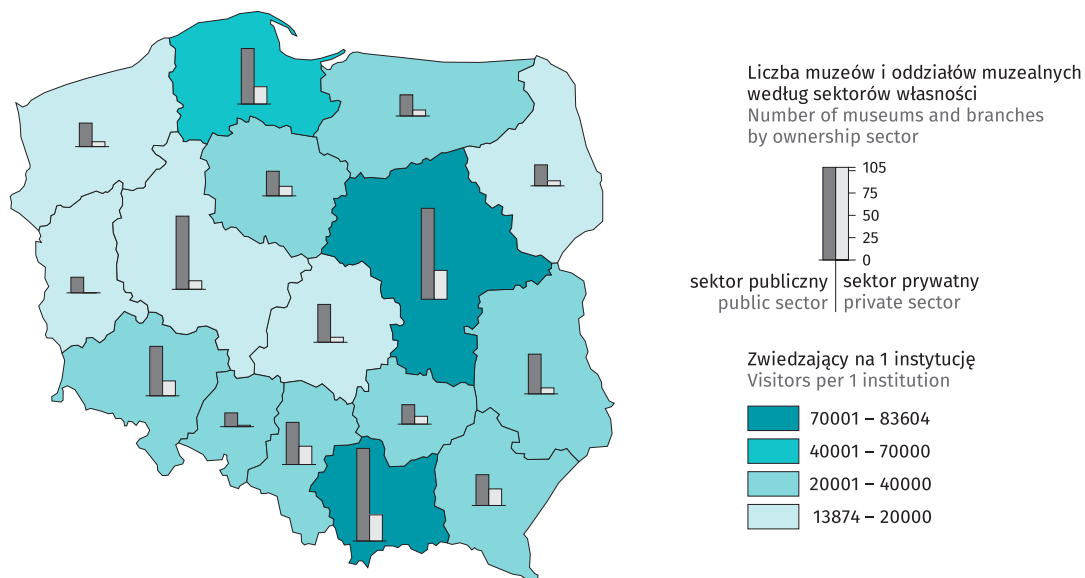 Liczba muzeów i oddziałów muzealnych
według sektorów własności
Number of museums and branches
by ownership sector
105
75
50
25
0
sektor publiczny
public sector
sektor prywatny
private sector
Zwiedzający na 1 instytucję
Visitors per 1 institution
70001 – 83604
40001 – 70000
20001 – 40000
13874 – 20000